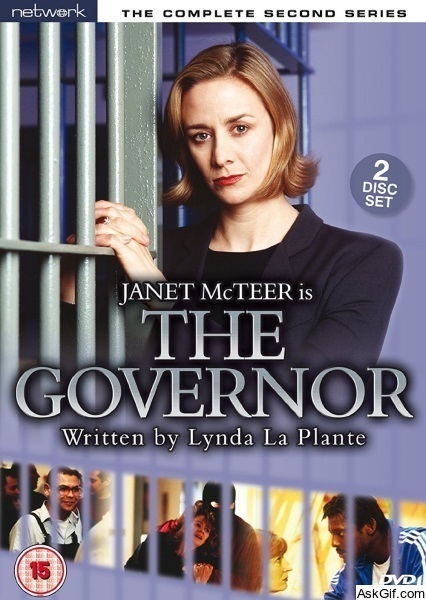 network
THE COMPLETE SECOND SERIES
2
DISC
SET
JANET McTEER is
THE
GOVERNOR
Written by Lynda La Plante
15
DVD
AskGif.com